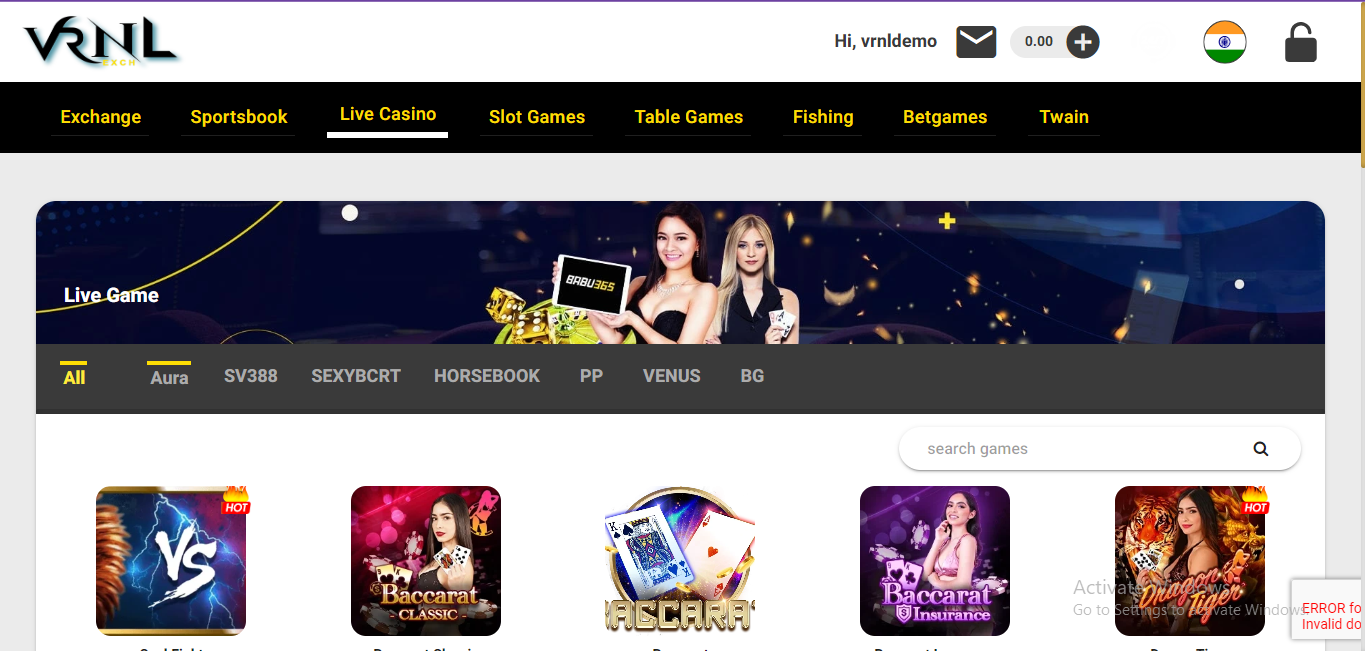 VRNL
EXCH
Hi, vrnldemo
0.00
Exchange
Sportsbook
Live Casino
Slot Games
Table Games
Fishing
Betgames
Twain
BABU365
Live Game
All
Aura
SV388
SEXYBCRT
HORSEBOOK
PP
VENUS
BG
search games
HOT
VS
Baccarat
CLASSIC
K
A
BACCARAT
Baccarat
Insurance
HOT
Dragon
Tiger
Activate Windows
Go to Settings to activate Windows.
ERROR fo
Invalid do